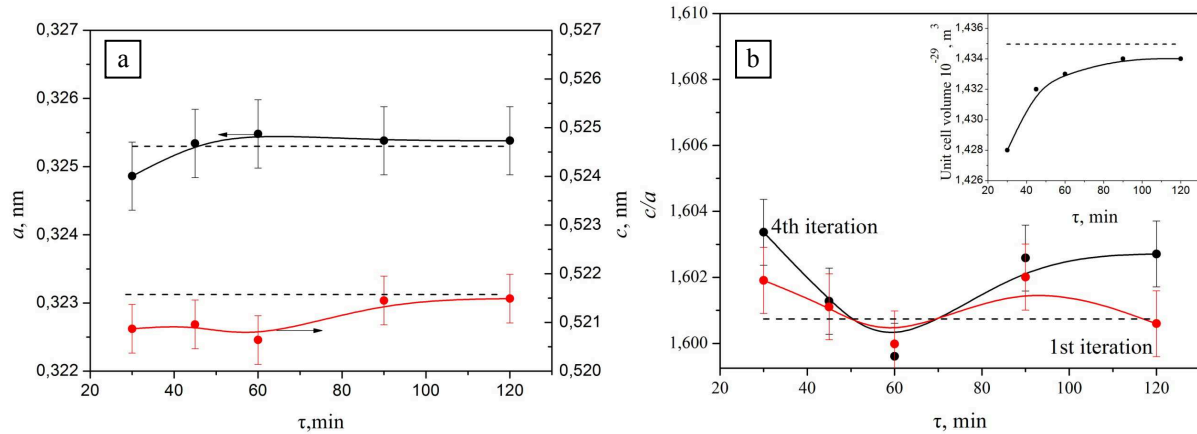 a
0,327
0,326
0,325
0,324
0,323
0,322
a, nm
0,527
0,526
0,525
0,524
0,523
0,522
0,521
0,520
c, nm
20 40 60 80 100 120
τ,min
b
1,610
1,608
1,606
1,604
1,602
1,600
c/a
4th iteration
1st iteration
20 40 60 80 100 120
τ, min
Unit cell volume 10⁻²⁹, m³
1,436
1,434
1,432
1,430
1,428
1,426
20 40 60 80 100 120
τ, min